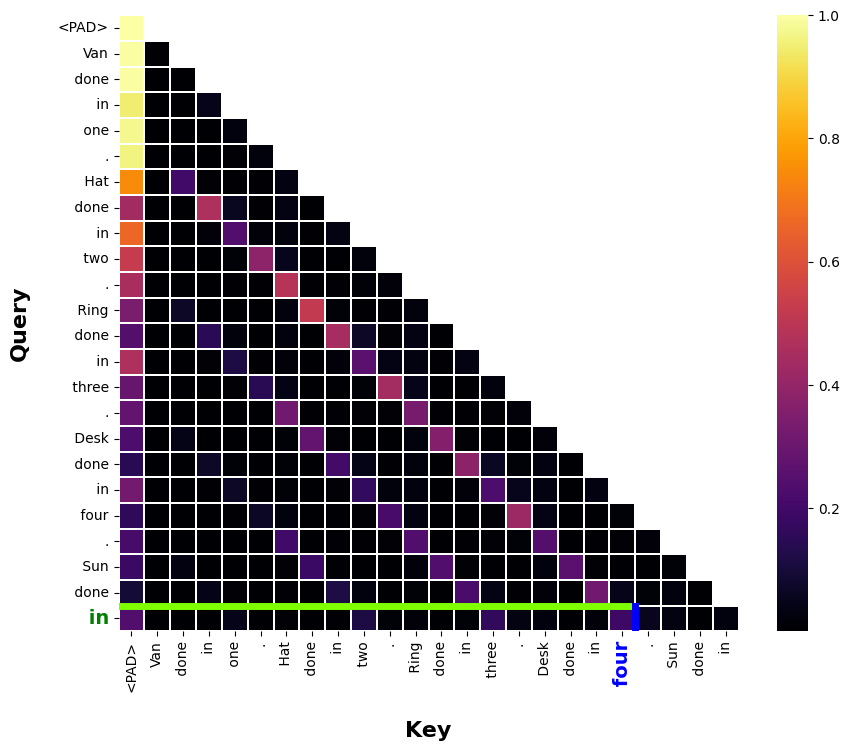 <PAD>
Van
done
in
one
.
Hat
done
in
two
.
Ring
done
in
three
.
Desk
done
in
four
.
Sun
done
in
Query
<PAD>
Van
done
in
one
.
Hat
done
in
two
.
Ring
done
in
three
.
Desk
done
in
four
.
Sun
done
in
Key
1.0
0.8
0.6
0.4
0.2